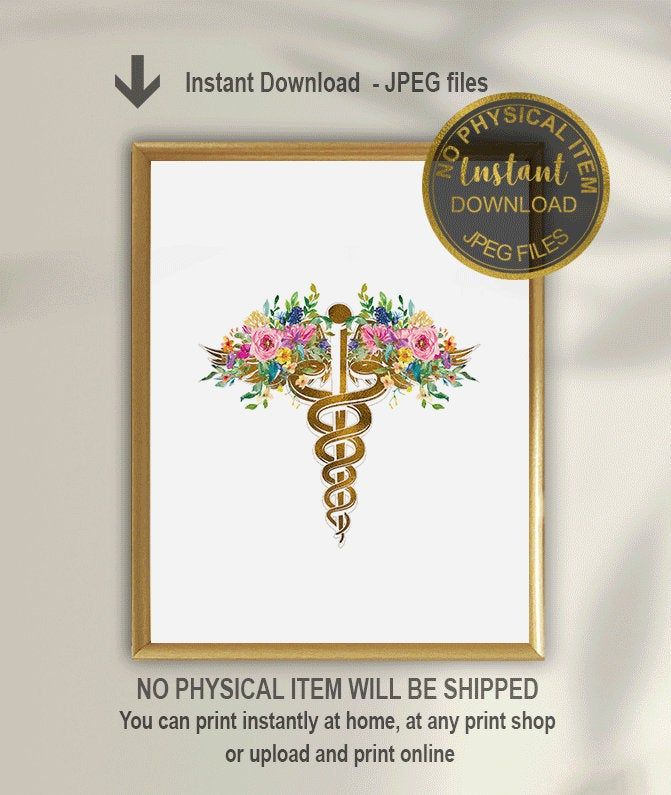 Instant Download - JPEG files
NO PHYSICAL ITEM
Instant
DOWNLOAD
JPEG FILES
NO PHYSICAL ITEM WILL BE SHIPPED
You can print instantly at home, at any print shop
or upload and print online